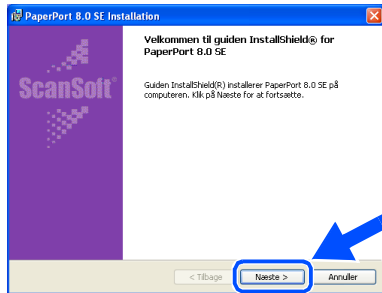 PaperPort 8.0 SE Installation
Velkommen til guiden InstallShield® for
PaperPort 8.0 SE
ScanSoft®
Guiden InstallShield(R) installerer PaperPort 8.0 SE på
computeren. Klik på Næste for at fortsætte.
< Tilbage Næste > Annuller